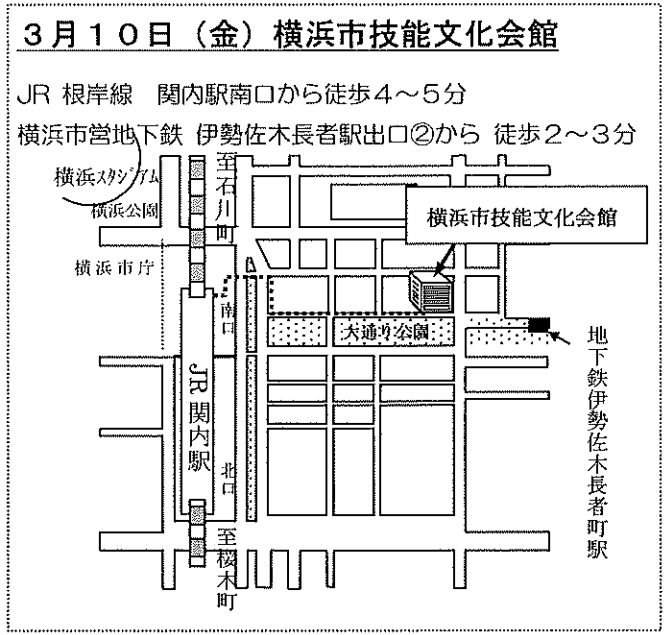 3月10日（金）横浜市技能文化会館
JR 根岸線　関内駅南口から徒歩4～5分
横浜市営地下鉄 伊勢佐木長者駅出口②から 徒歩2～3分
至石川町
横浜スタジアム
横浜公園
横浜市技能文化会館
横浜市庁
南口
大通り公園
地下鉄伊勢佐木長者町駅
JR関内駅
北口
至桜木町